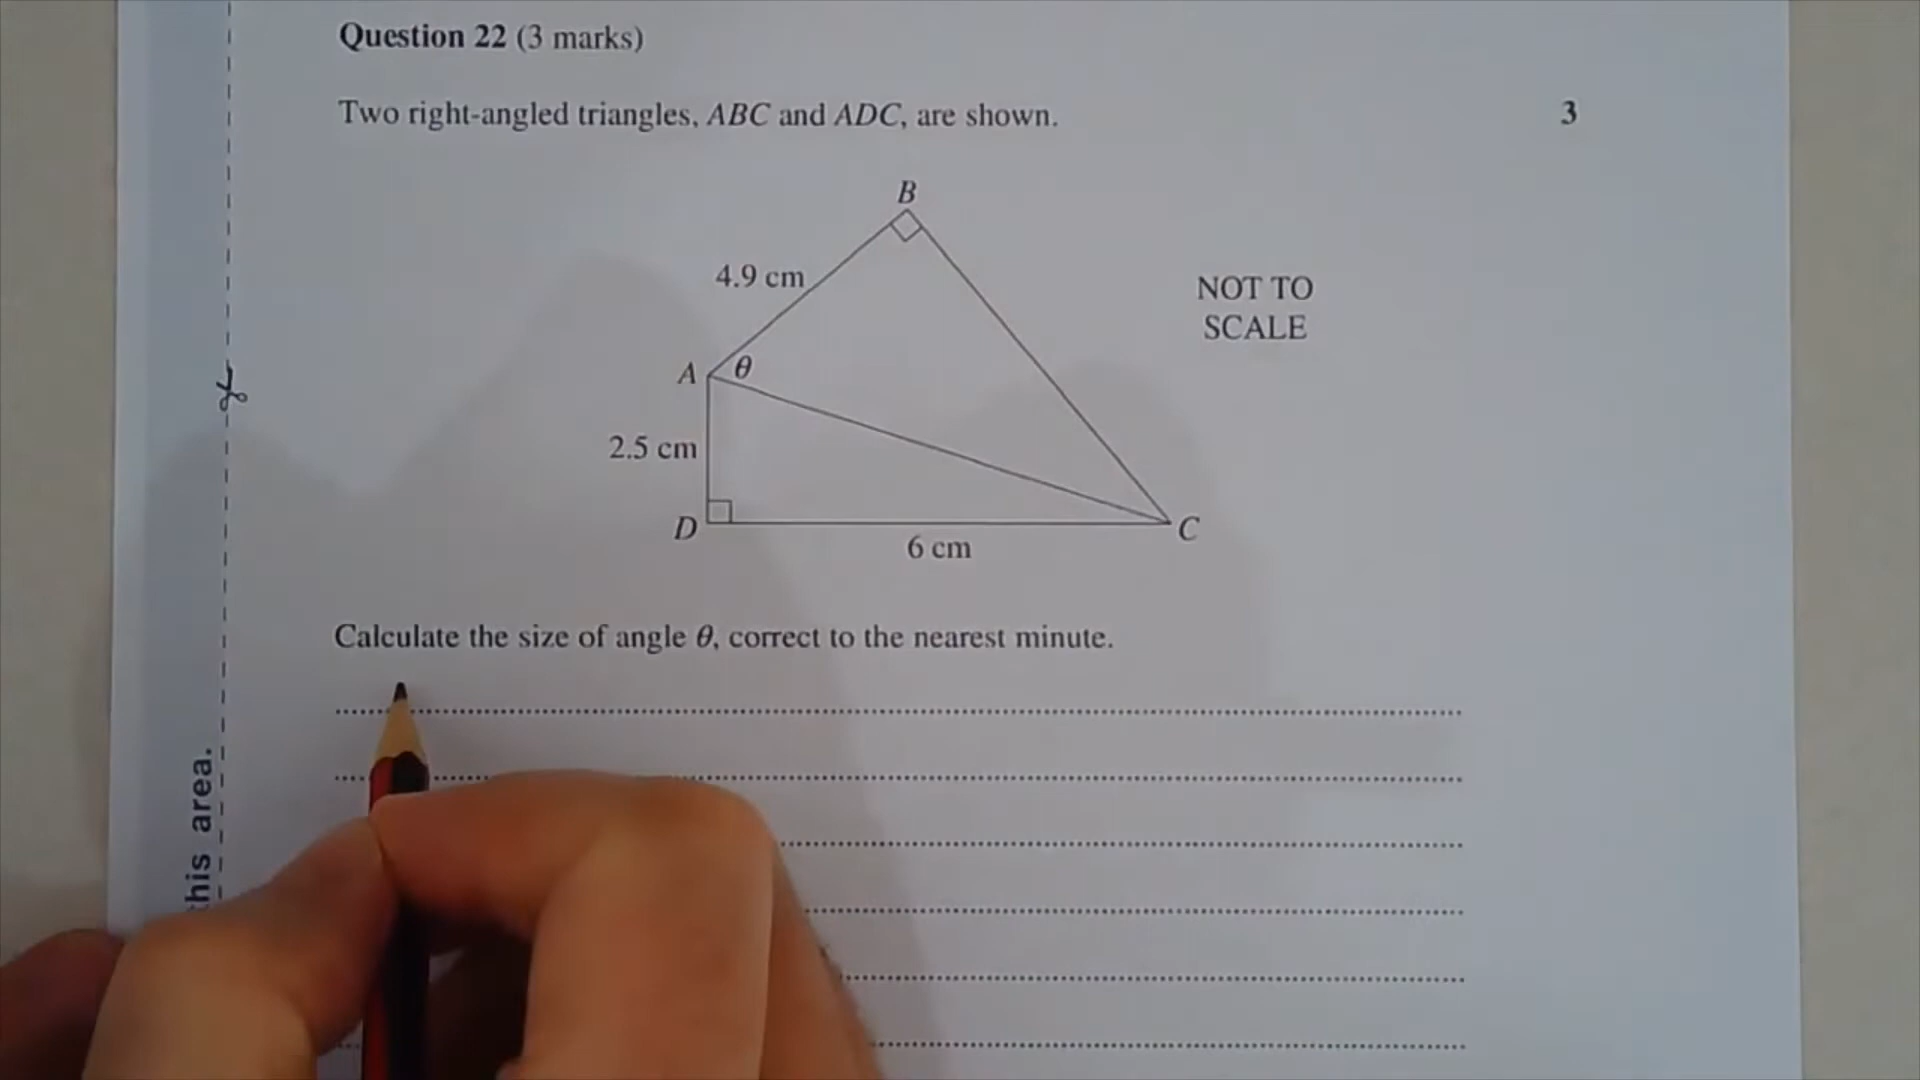 Question 22 (3 marks)
Two right-angled triangles, ABC and ADC, are shown.
3
B
4.9 cm
NOT TO
SCALE
A
θ
2.5 cm
D
C
6 cm
Calculate the size of angle θ, correct to the nearest minute.
this area.